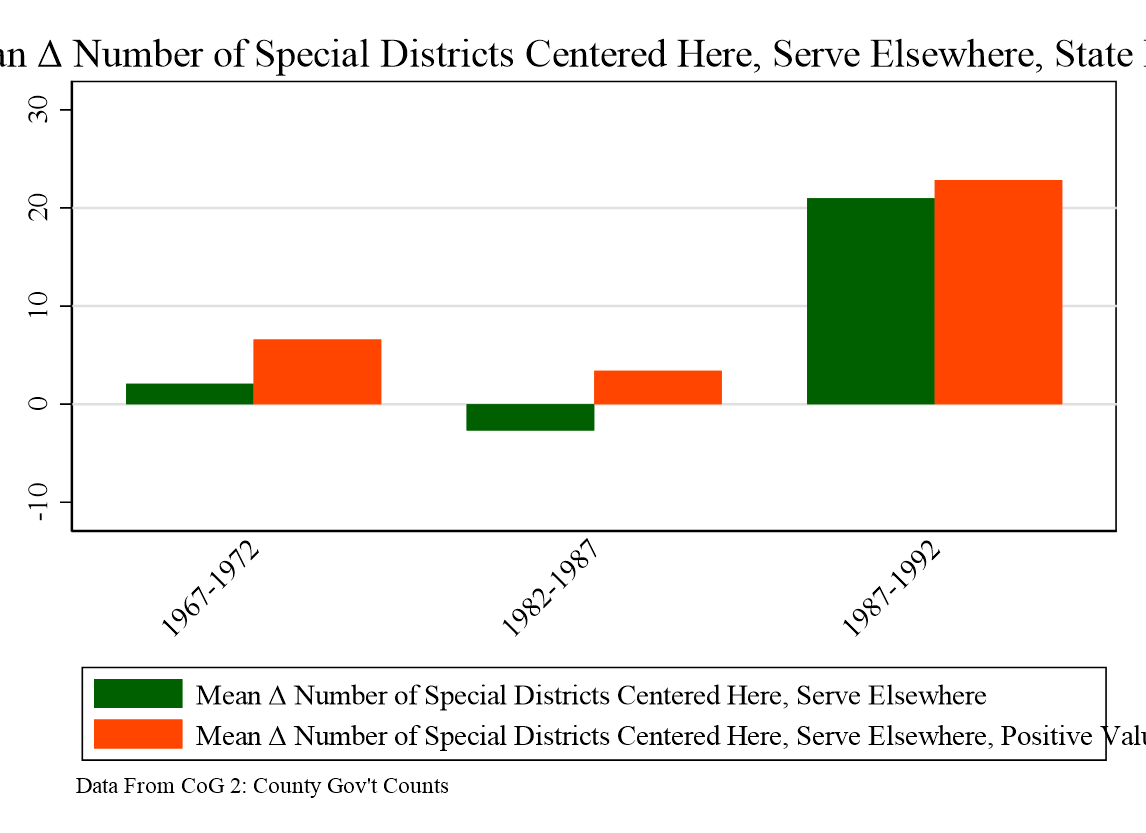 an Δ Number of Special Districts Centered Here, Serve Elsewhere, State
30
20
10
0
-10
1967-1972
1982-1987
1987-1992
Mean Δ Number of Special Districts Centered Here, Serve Elsewhere
Mean Δ Number of Special Districts Centered Here, Serve Elsewhere, Positive Valu
Data From CoG 2: County Gov't Counts